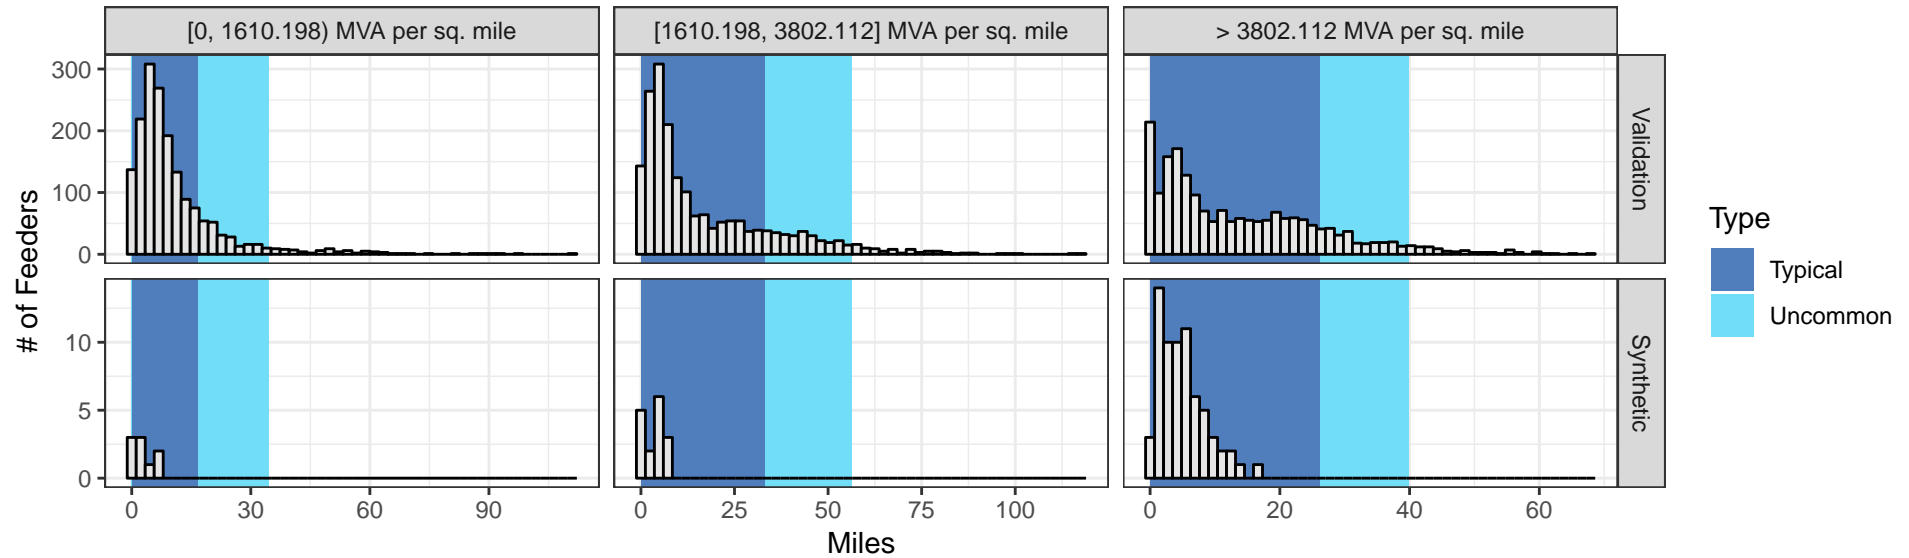 [0, 1610.198) MVA per sq. mile
[1610.198, 3802.112] MVA per sq. mile
> 3802.112 MVA per sq. mile
300
200
100
0
Validation
10
5
0
Synthetic
# of Feeders
0 30 60 90
0 25 50 75 100
0 20 40 60
Miles
Type
Typical
Uncommon